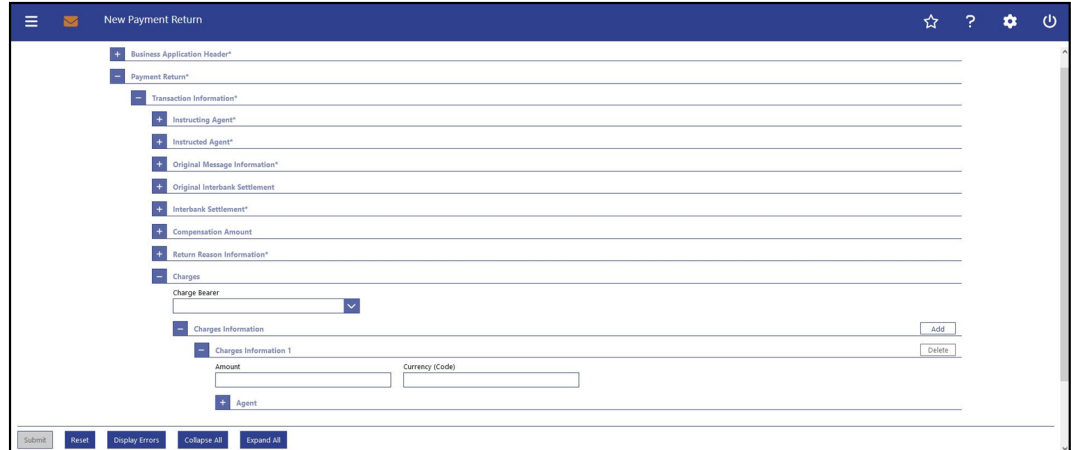 New Payment Return
?
+ Business Application Header*
− Payment Return*
− Transaction Information*
+ Instructing Agent*
+ Instructed Agent*
+ Original Message Information*
+ Original Interbank Settlement
+ Interbank Settlement*
+ Compensation Amount
+ Return Reason Information*
− Charges
Charge Bearer
− Charges Information Add
− Charges Information 1 Delete
Amount Currency (Code)
+ Agent
Submit Reset Display Errors Collapse All Expand All